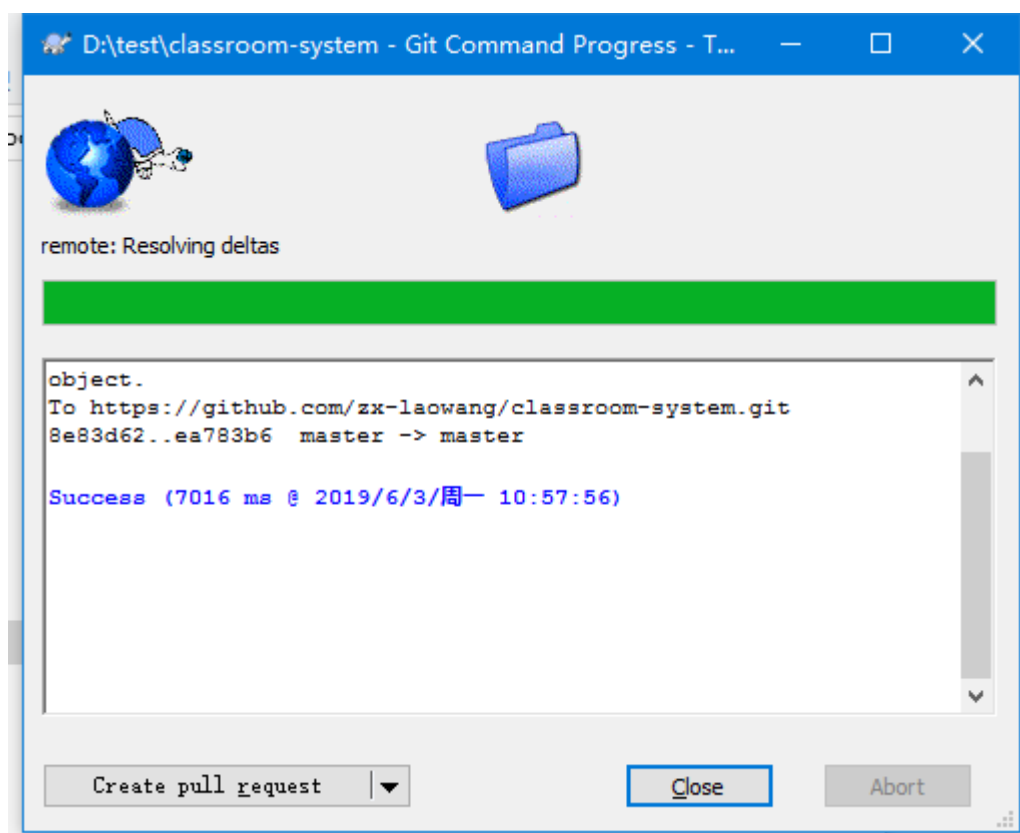 D:\test\classroom-system - Git Command Progress - T...
remote: Resolving deltas
object.
To https://github.com/zx-laowang/classroom-system.git
8e83d62..ea783b6  master -> master
Success (7016 ms @ 2019/6/3/周一 10:57:56)
Create pull request
Close
Abort